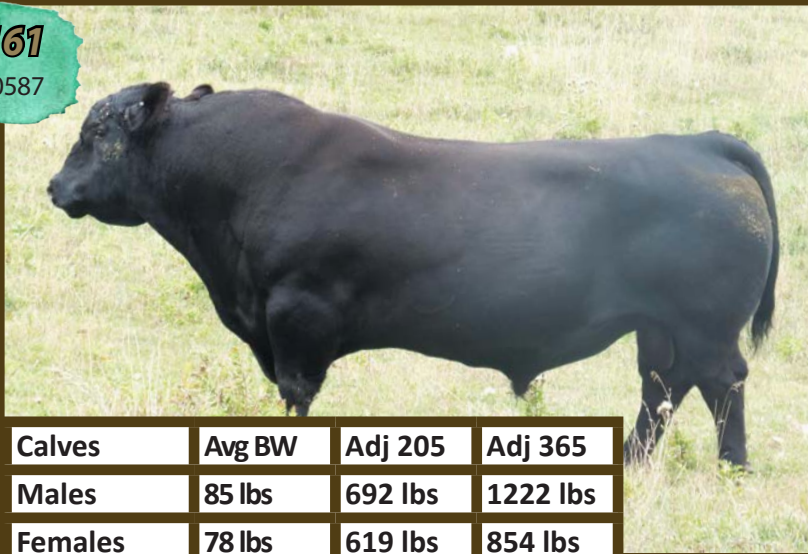 61
0587
Calves Avg BW Adj 205 Adj 365
Males 85 lbs 692 lbs 1222 lbs
Females 78 lbs 619 lbs 854 lbs